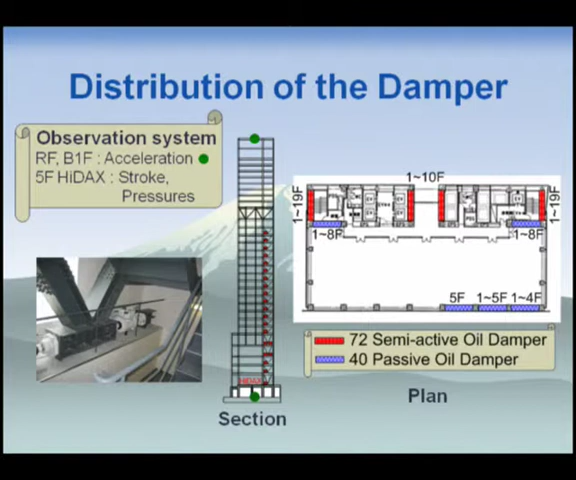 Distribution of the Damper
Observation system
RF, B1F : Acceleration
5F HiDAX : Stroke,
Pressures
1~10F
1~19F
1~19F
1~8F
1~8F
5F
1~5F
1~4F
72 Semi-active Oil Damper
40 Passive Oil Damper
HiDAX
Section
Plan